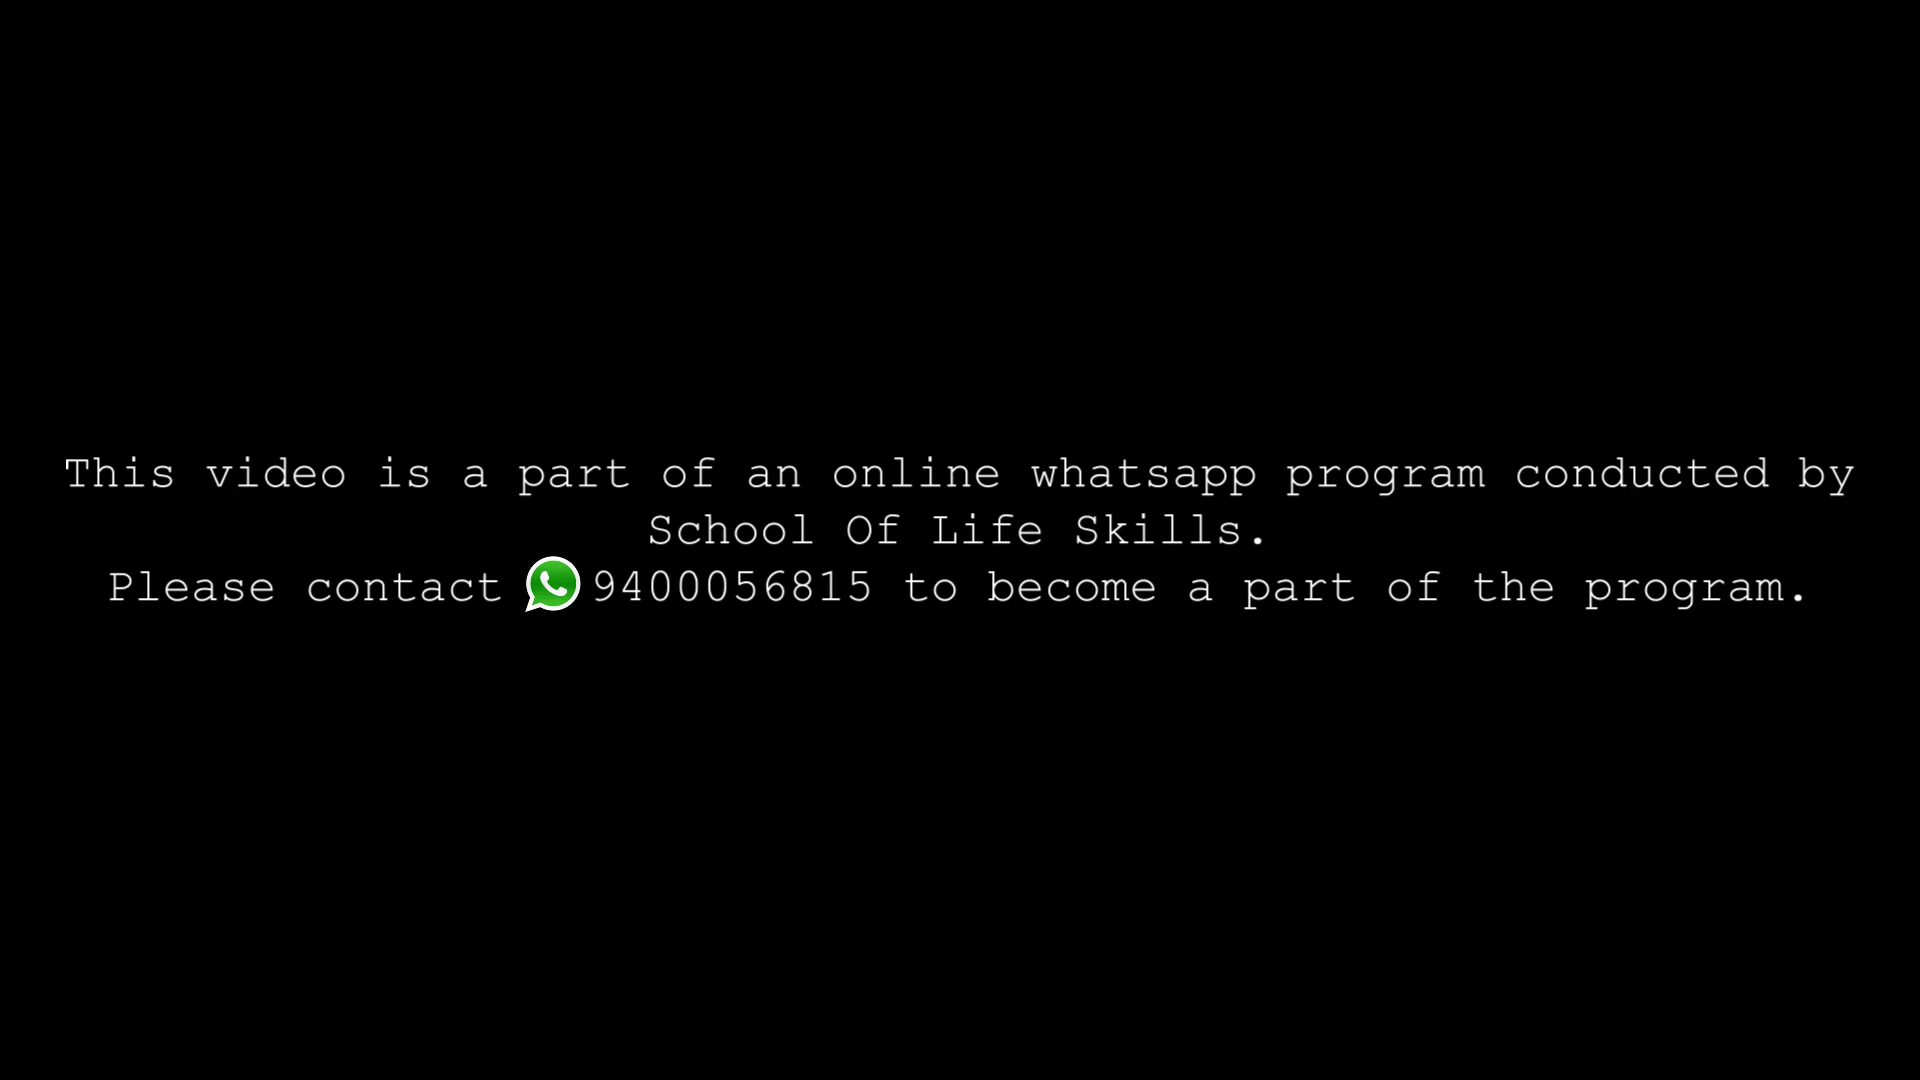 This video is a part of an online whatsapp program conducted by
School Of Life Skills.
Please contact 9400056815 to become a part of the program.